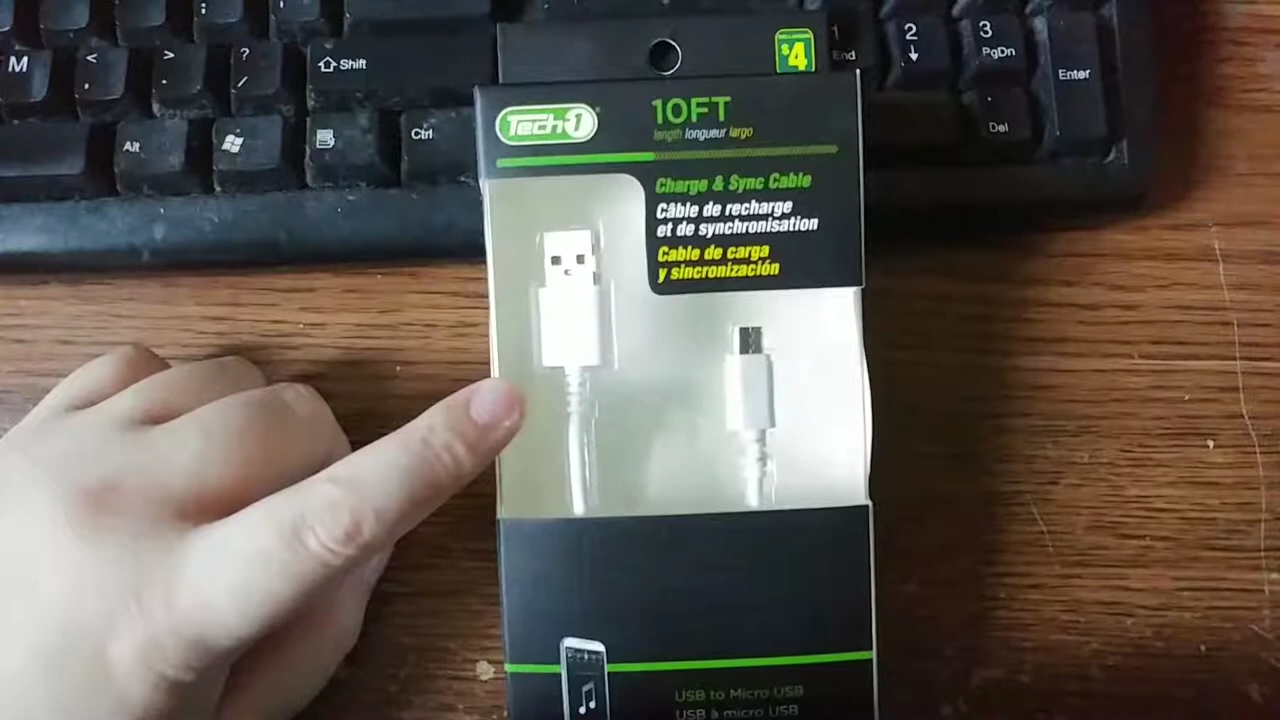 M
<
,
>
.
?
/
Shift
Alt
Ctrl
1
End
2
3
PgDn
Enter
Del
$4
Tech1
10FT
length longueur largo
Charge & Sync Cable
Câble de recharge
et de synchronisation
Cable de carga
y sincronización
USB to Micro USB
USB à micro USB